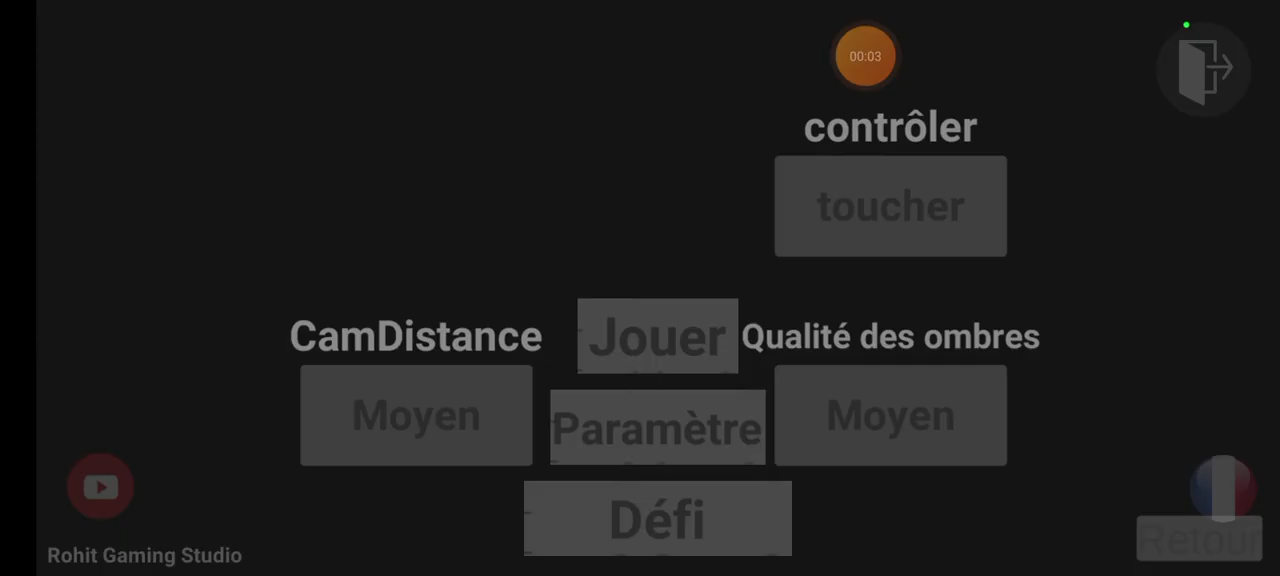 00:03
contrôler
toucher
CamDistance
Jouer
Qualité des ombres
Moyen
Paramètre
Moyen
Défi
Rohit Gaming Studio
Retour